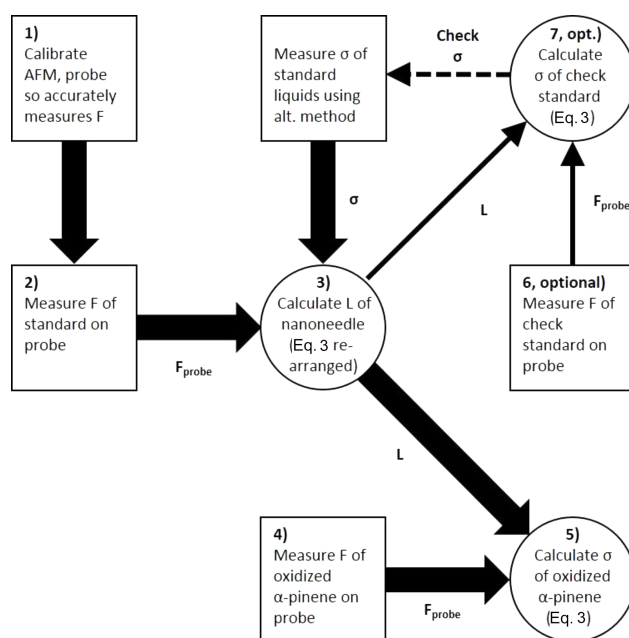 1)
Calibrate
AFM, probe
so accurately
measures F
Measure σ of
standard
liquids using
alt. method
Check
σ
7, opt.)
Calculate
σ of check
standard
(Eq. 3)
σ
L
F_probe
2)
Measure F of
standard on
probe
F_probe
3)
Calculate L of
nanoneedle
(Eq. 3 re-
arranged)
6, optional)
Measure F of
check
standard on
probe
L
4)
Measure F of
oxidized
α-pinene on
probe
F_probe
5)
Calculate σ
of oxidized
α-pinene
(Eq. 3)